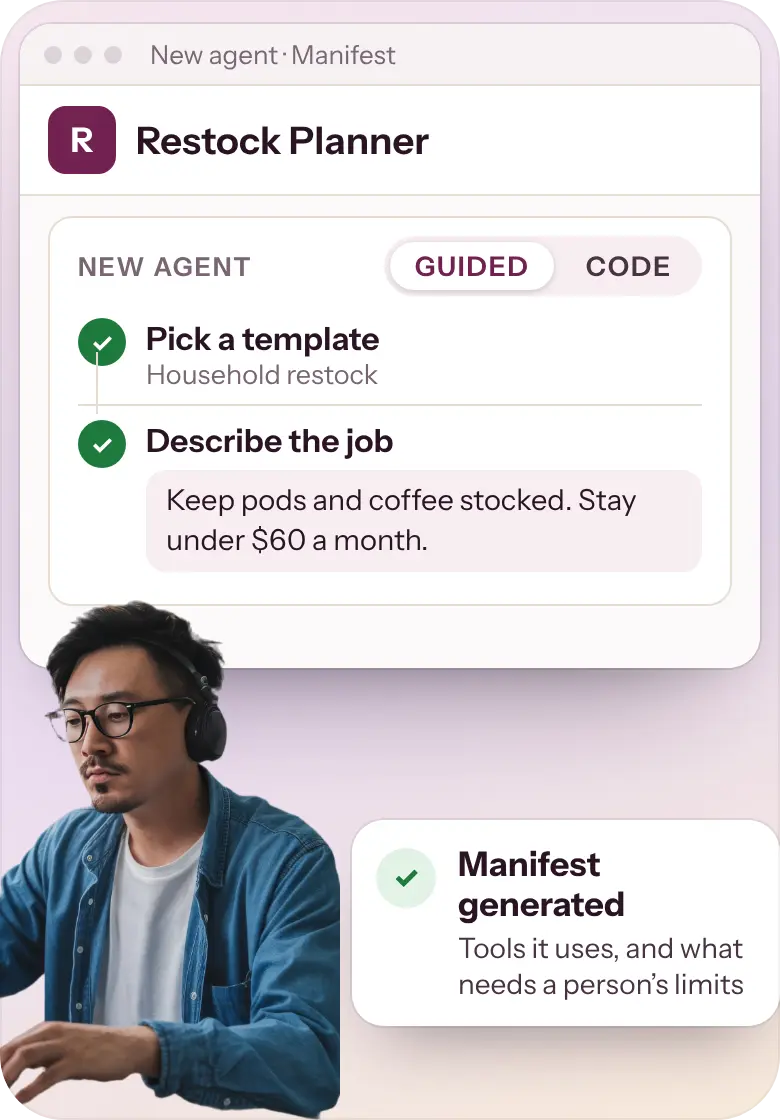 New agent · Manifest
R
Restock Planner
NEW AGENT
GUIDED
CODE
Pick a template
Household restock
Describe the job
Keep pods and coffee stocked. Stay
under $60 a month.
Manifest
generated
Tools it uses, and what
needs a person’s limits